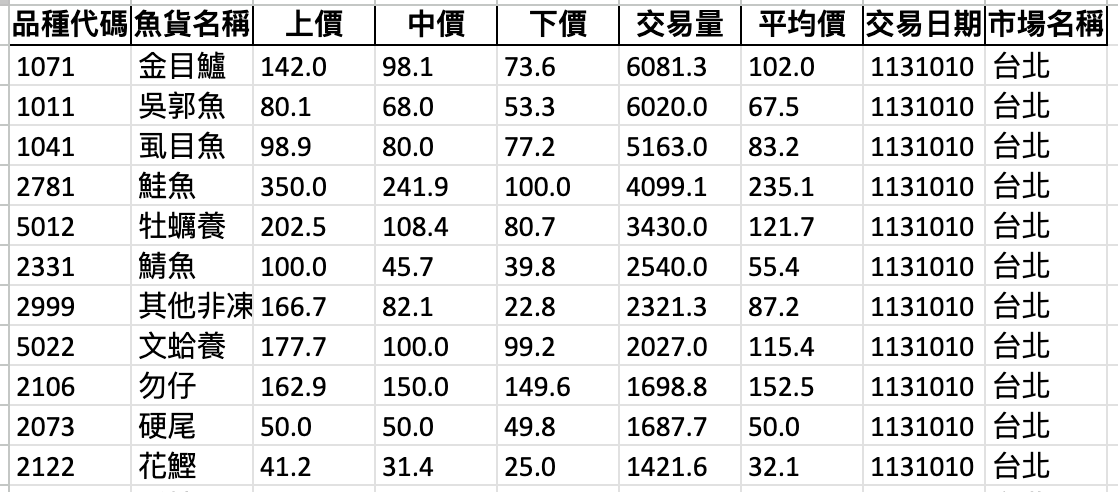 品種代碼 魚貨名稱 上價 中價 下價 交易量 平均價 交易日期 市場名稱
1071 金目鱸 142.0 98.1 73.6 6081.3 102.0 1131010 台北
1011 吳郭魚 80.1 68.0 53.3 6020.0 67.5 1131010 台北
1041 虱目魚 98.9 80.0 77.2 5163.0 83.2 1131010 台北
2781 鮭魚 350.0 241.9 100.0 4099.1 235.1 1131010 台北
5012 牡蠣養 202.5 108.4 80.7 3430.0 121.7 1131010 台北
2331 鯖魚 100.0 45.7 39.8 2540.0 55.4 1131010 台北
2999 其他非凍 166.7 82.1 22.8 2321.3 87.2 1131010 台北
5022 文蛤養 177.7 100.0 99.2 2027.0 115.4 1131010 台北
2106 勿仔 162.9 150.0 149.6 1698.8 152.5 1131010 台北
2073 硬尾 50.0 50.0 49.8 1687.7 50.0 1131010 台北
2122 花鰹 41.2 31.4 25.0 1421.6 32.1 1131010 台北